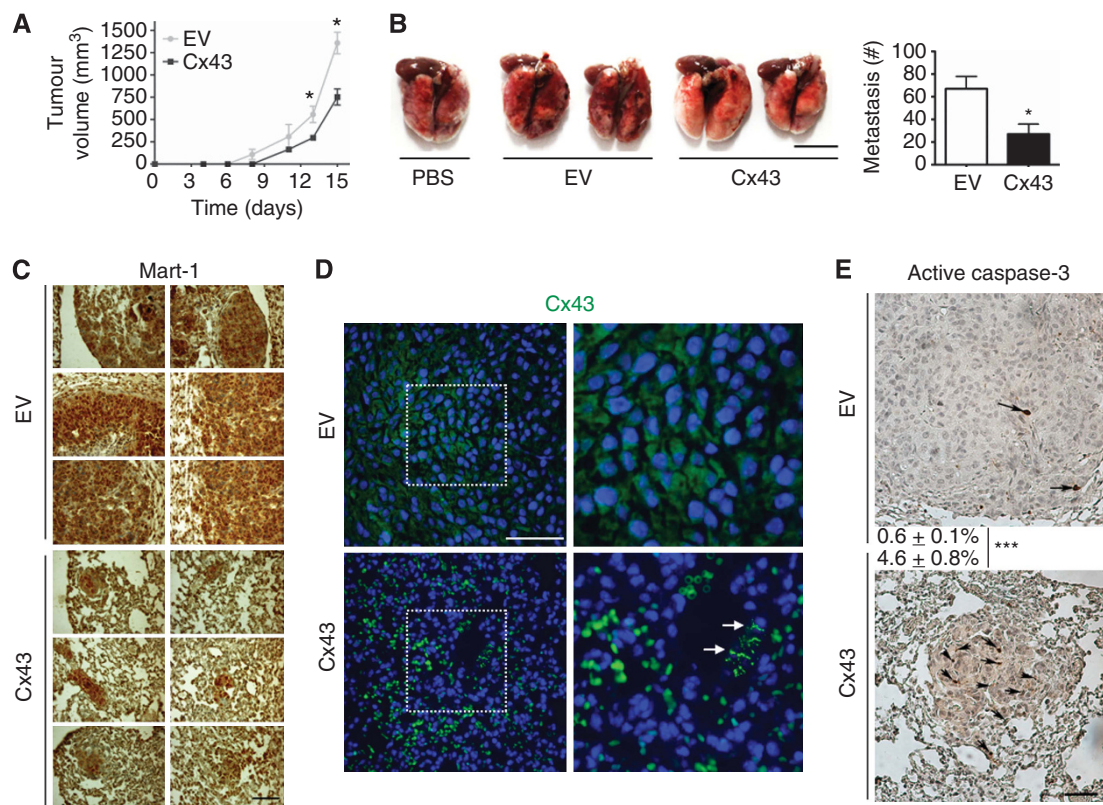 A
Tumour
volume (mm³)
1500
1250
1000
750
500
250
0
EV
Cx43
*
*
0 3 6 9 12 15
Time (days)
B
PBS
EV
Cx43
Metastasis (#)
100
80
60
40
20
0
*
EV
Cx43
C
Mart-1
EV
Cx43
D
Cx43
EV
Cx43
E
Active caspase-3
EV
0.6 ± 0.1%
4.6 ± 0.8%
***
Cx43